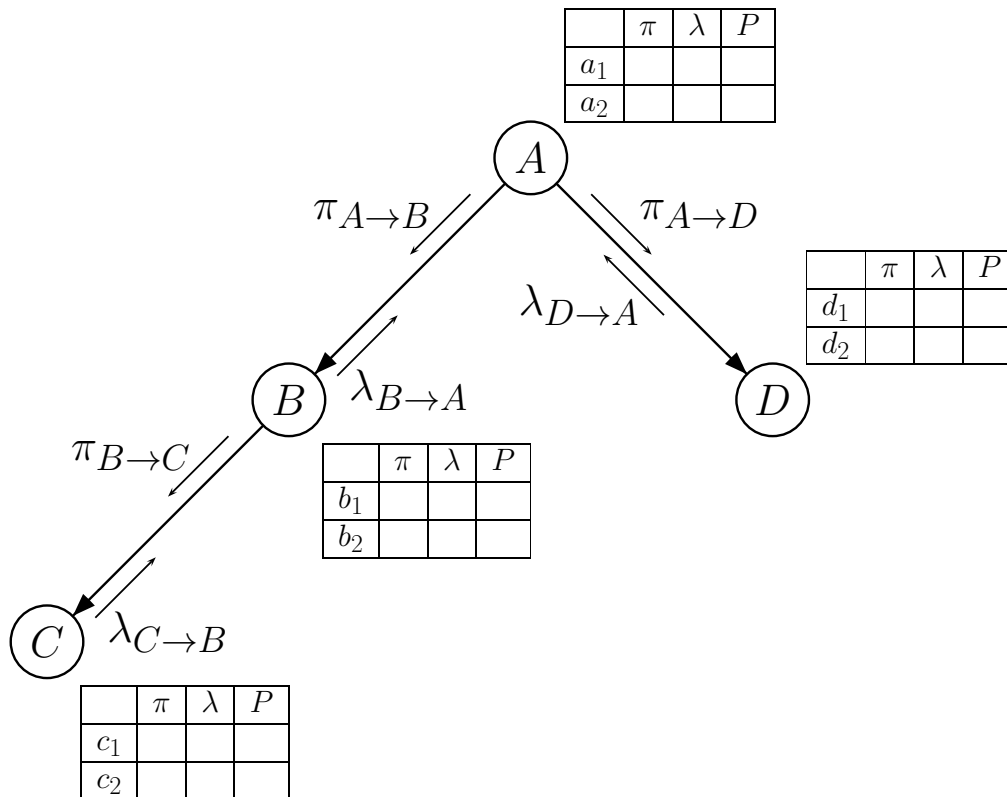 π λ P
a₁
a₂
A
π_{A→B}
π_{A→D}
π λ P
d₁
d₂
λ_{D→A}
λ_{B→A}
B
D
π_{B→C}
π λ P
b₁
b₂
C
λ_{C→B}
π λ P
c₁
c₂